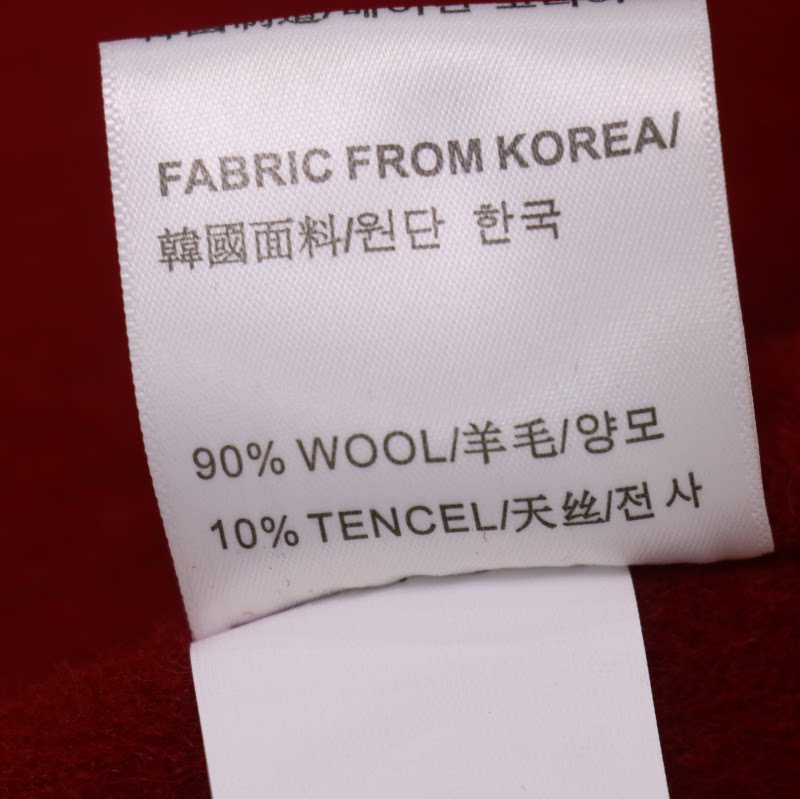 FABRIC FROM KOREA/
韓國面料/원단 한국
90% WOOL/羊毛/양모
10% TENCEL/天丝/전 사